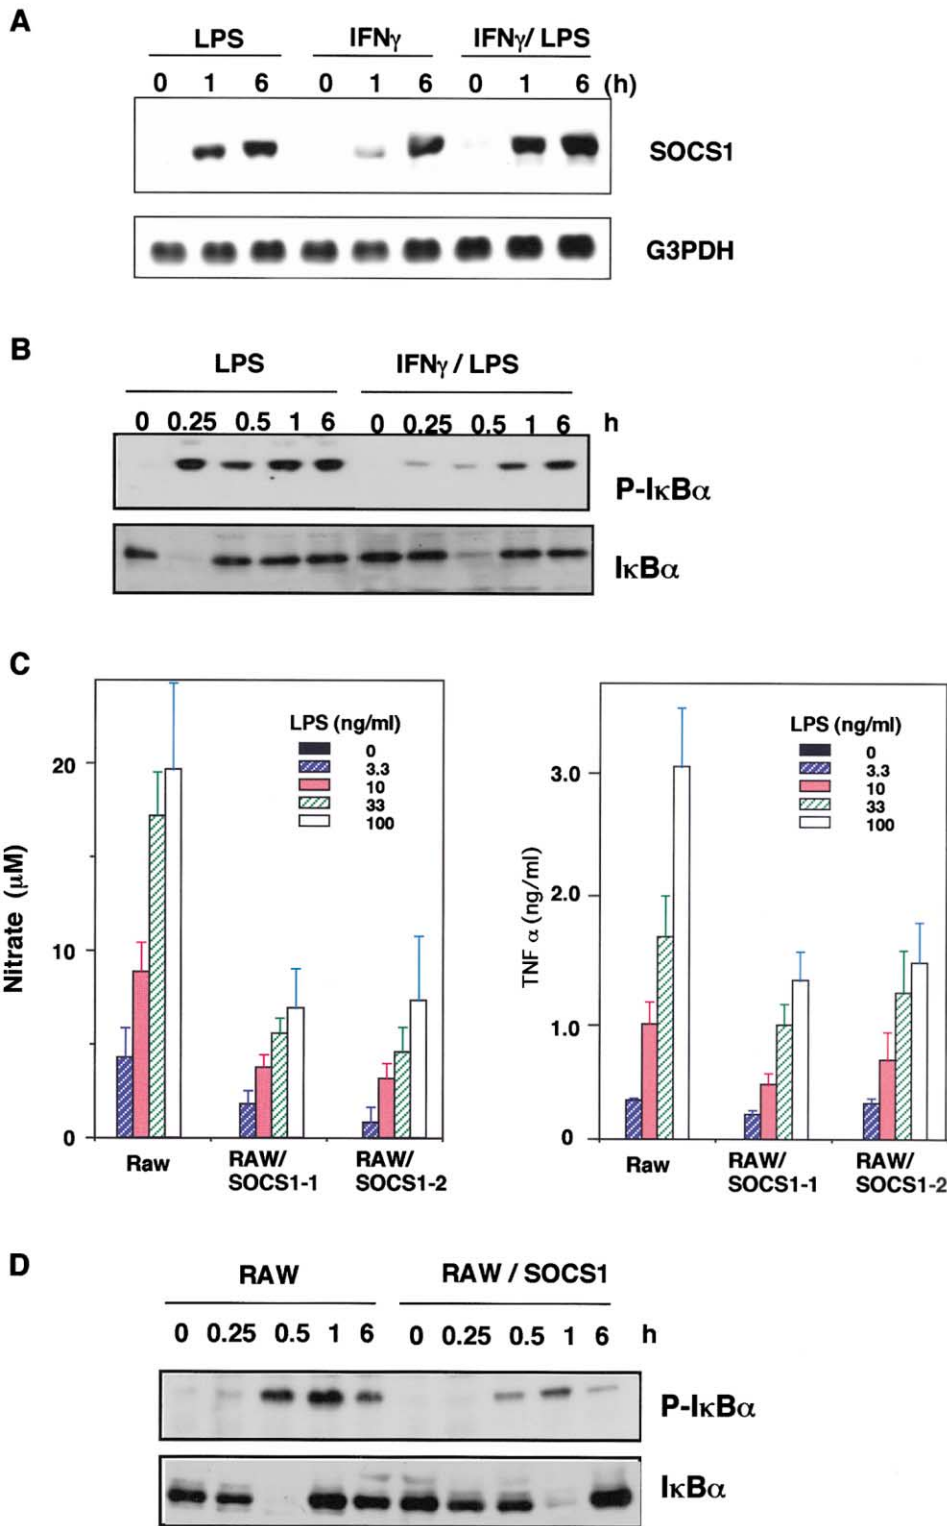 A
LPS IFNγ IFNγ/ LPS
0 1 6 0 1 6 0 1 6 (h)
SOCS1
G3PDH
B
LPS IFNγ / LPS
0 0.25 0.5 1 6 0 0.25 0.5 1 6 h
P-IκBα
IκBα
C
LPS (ng/ml)
0
3.3
10
33
100
20
10
0
Nitrate (μM)
Raw
RAW/
SOCS1-1
RAW/
SOCS1-2
LPS (ng/ml)
0
3.3
10
33
100
3.0
2.0
1.0
0
TNF α (ng/ml)
Raw
RAW/
SOCS1-1
RAW/
SOCS1-2
D
RAW RAW / SOCS1
0 0.25 0.5 1 6 0 0.25 0.5 1 6 h
P-IκBα
IκBα